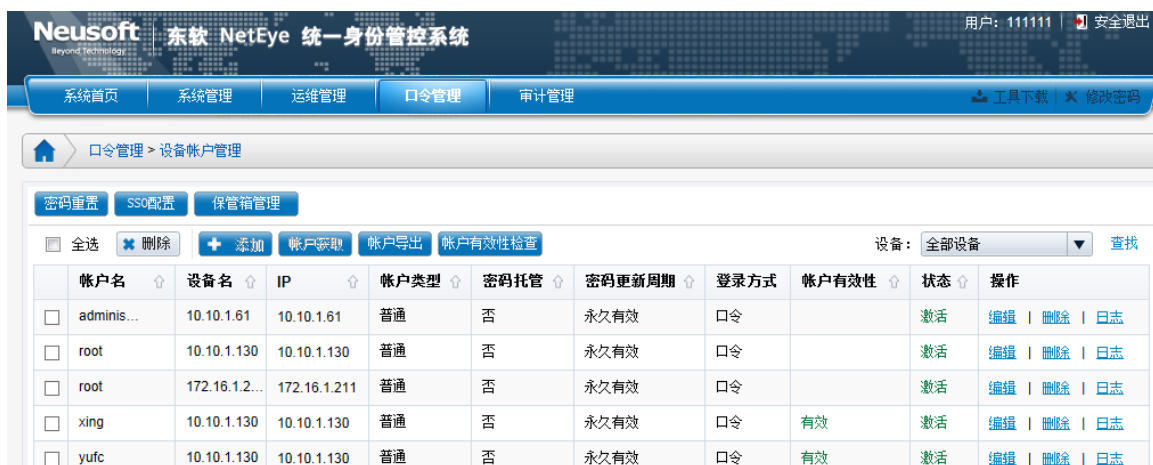 Neusoft 东软 NetEye 统一身份管控系统
Beyond Technology
用户: 111111 安全退出
系统首页 系统管理 运维管理 口令管理 审计管理 工具下载 修改密码
口令管理 > 设备帐户管理
密码重置 SSO配置 保管箱管理
全选 删除 添加 帐户获取 帐户导出 帐户有效性检查 设备: 全部设备 查找
帐户名 设备名 IP 帐户类型 密码托管 密码更新周期 登录方式 帐户有效性 状态 操作
adminis... 10.10.1.61 10.10.1.61 普通 否 永久有效 口令 激活 编辑 | 删除 | 日志
root 10.10.1.130 10.10.1.130 普通 否 永久有效 口令 激活 编辑 | 删除 | 日志
root 172.16.1.2... 172.16.1.211 普通 否 永久有效 口令 激活 编辑 | 删除 | 日志
xing 10.10.1.130 10.10.1.130 普通 否 永久有效 口令 有效 激活 编辑 | 删除 | 日志
yufc 10.10.1.130 10.10.1.130 普通 否 永久有效 口令 有效 激活 编辑 | 删除 | 日志